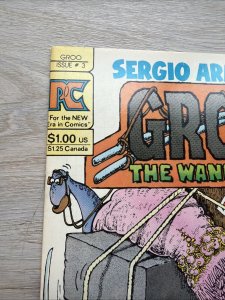 GROO
ISSUE # 3
SERGIO AR
PC
For the NEW
Era in Comics"
$1.00 US
$1.25 Canada
GRO
THE WAN